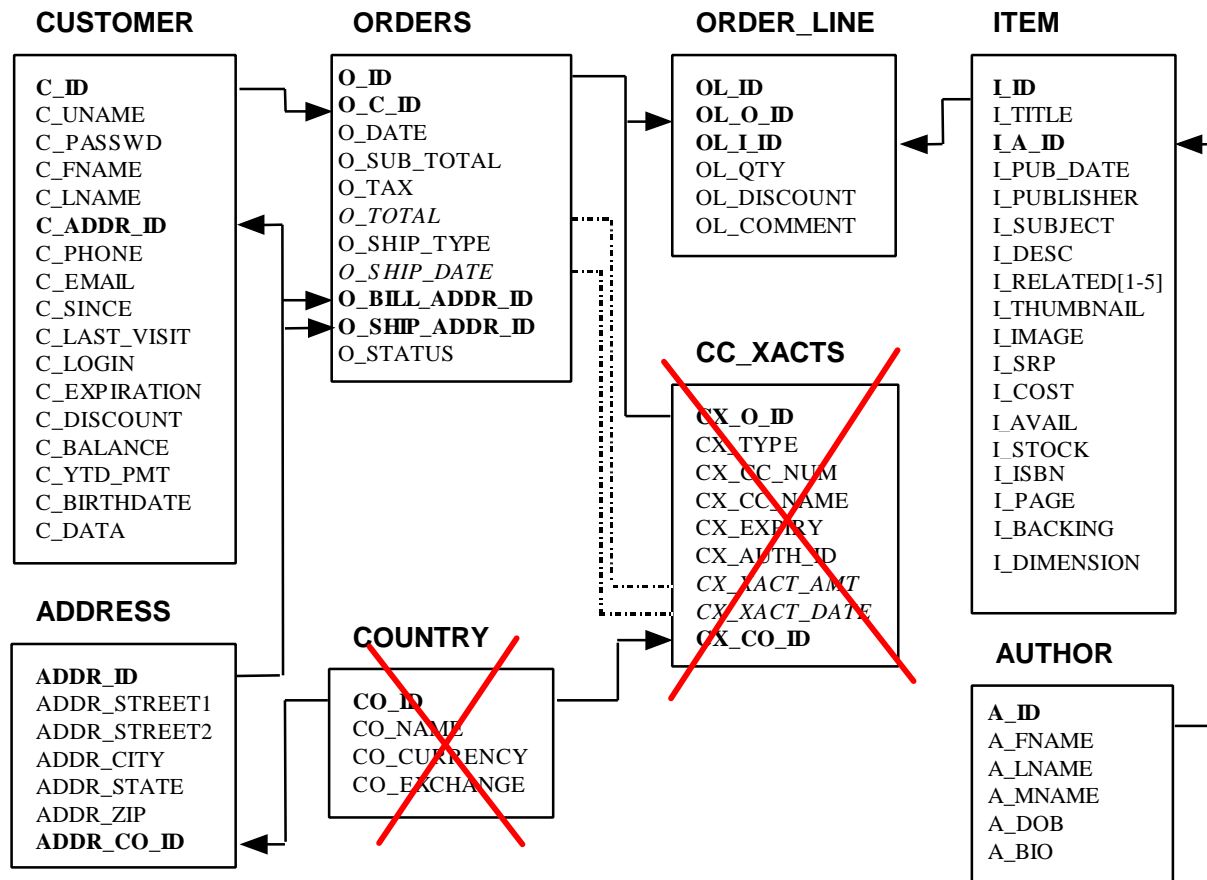 CUSTOMER
C_ID
C_UNAME
C_PASSWD
C_FNAME
C_LNAME
C_ADDR_ID
C_PHONE
C_EMAIL
C_SINCE
C_LAST_VISIT
C_LOGIN
C_EXPIRATION
C_DISCOUNT
C_BALANCE
C_YTD_PMT
C_BIRTHDATE
C_DATA
ORDERS
O_ID
O_C_ID
O_DATE
O_SUB_TOTAL
O_TAX
O_TOTAL
O_SHIP_TYPE
O_SHIP_DATE
O_BILL_ADDR_ID
O_SHIP_ADDR_ID
O_STATUS
ORDER_LINE
OL_ID
OL_O_ID
OL_I_ID
OL_QTY
OL_DISCOUNT
OL_COMMENT
ITEM
I_ID
I_TITLE
I_A_ID
I_PUB_DATE
I_PUBLISHER
I_SUBJECT
I_DESC
I_RELATED[1-5]
I_THUMBNAIL
I_IMAGE
I_SRP
I_COST
I_AVAIL
I_STOCK
I_ISBN
I_PAGE
I_BACKING
I_DIMENSION
CC_XACTS
CX_O_ID
CX_TYPE
CX_CC_NUM
CX_CC_NAME
CX_EXPIRY
CX_AUTH_ID
CX_XACT_AMT
CX_XACT_DATE
CX_CO_ID
ADDRESS
ADDR_ID
ADDR_STREET1
ADDR_STREET2
ADDR_CITY
ADDR_STATE
ADDR_ZIP
ADDR_CO_ID
COUNTRY
CO_ID
CO_NAME
CO_CURRENCY
CO_EXCHANGE
AUTHOR
A_ID
A_FNAME
A_LNAME
A_MNAME
A_DOB
A_BIO